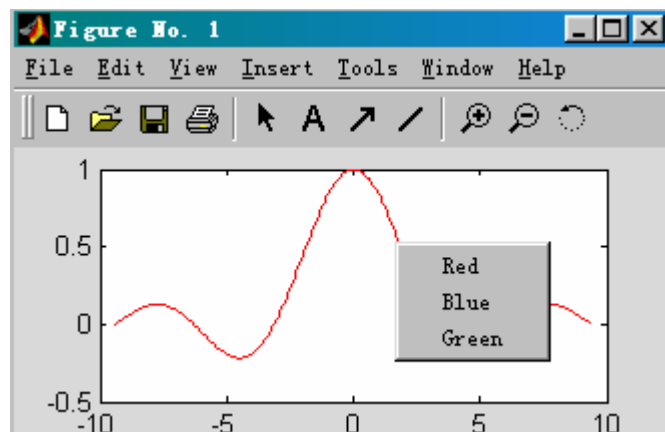 Figure No. 1
File Edit View Insert Tools Window Help
A
1
0.5
0
-0.5
Red
Blue
Green
-10 -5 0 5 10